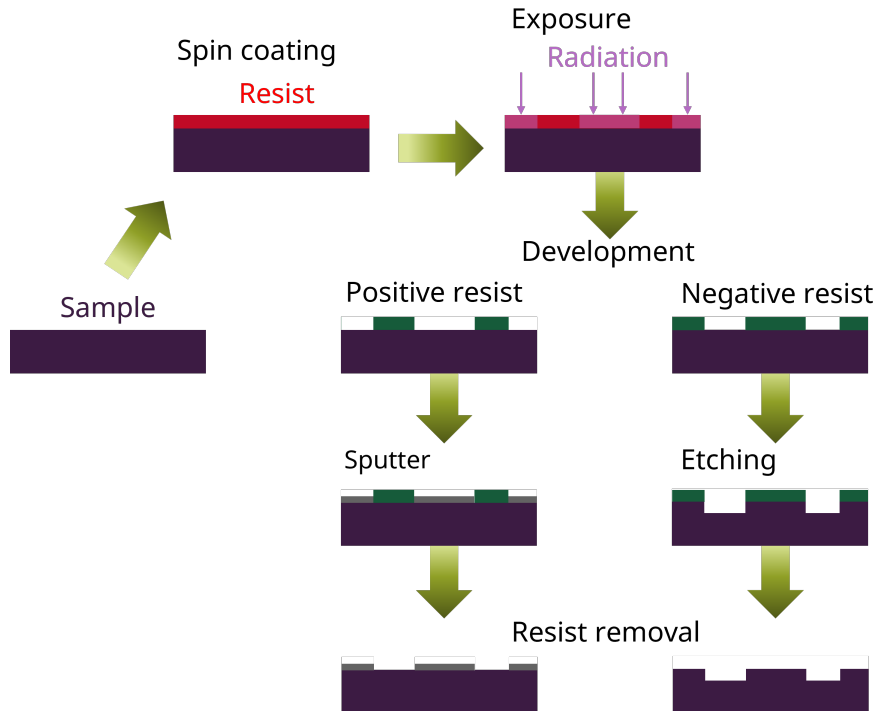 Exposure
Spin coating
Radiation
Resist
Development
Sample
Positive resist
Negative resist
Sputter
Etching
Resist removal